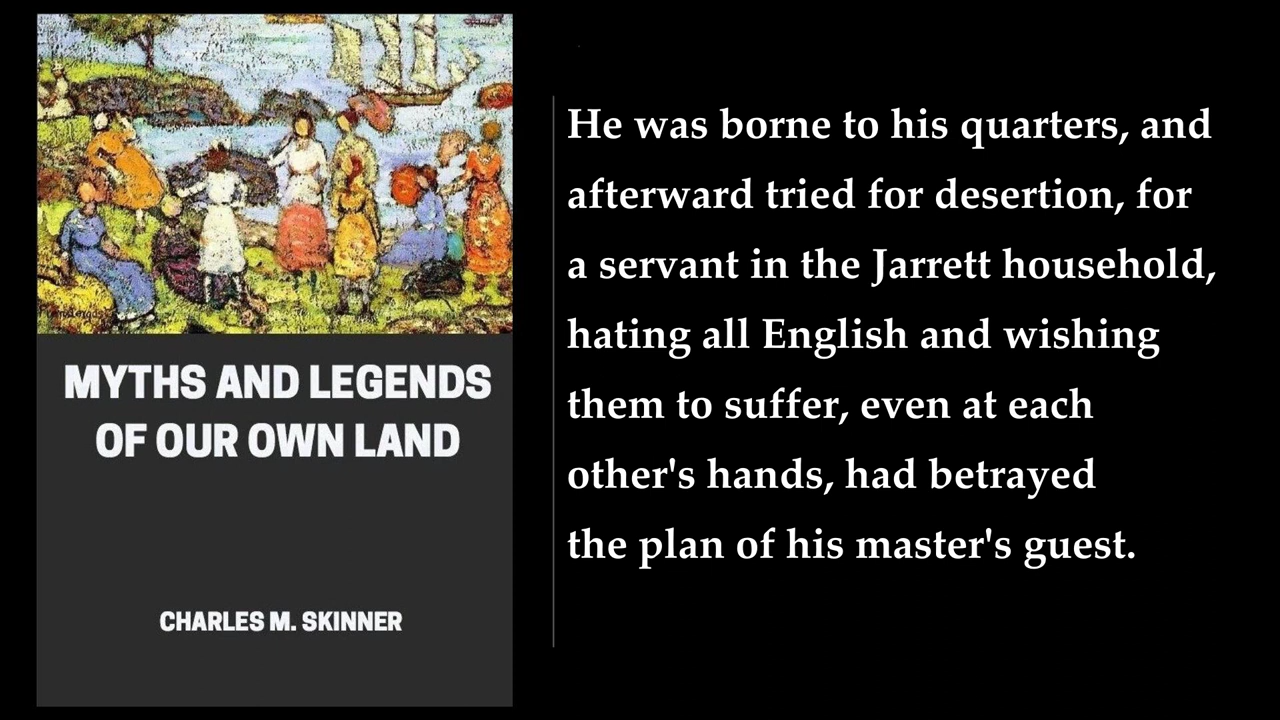 MYTHS AND LEGENDS
OF OUR OWN LAND
CHARLES M. SKINNER
He was borne to his quarters, and
afterward tried for desertion, for
a servant in the Jarrett household,
hating all English and wishing
them to suffer, even at each
other's hands, had betrayed
the plan of his master's guest.